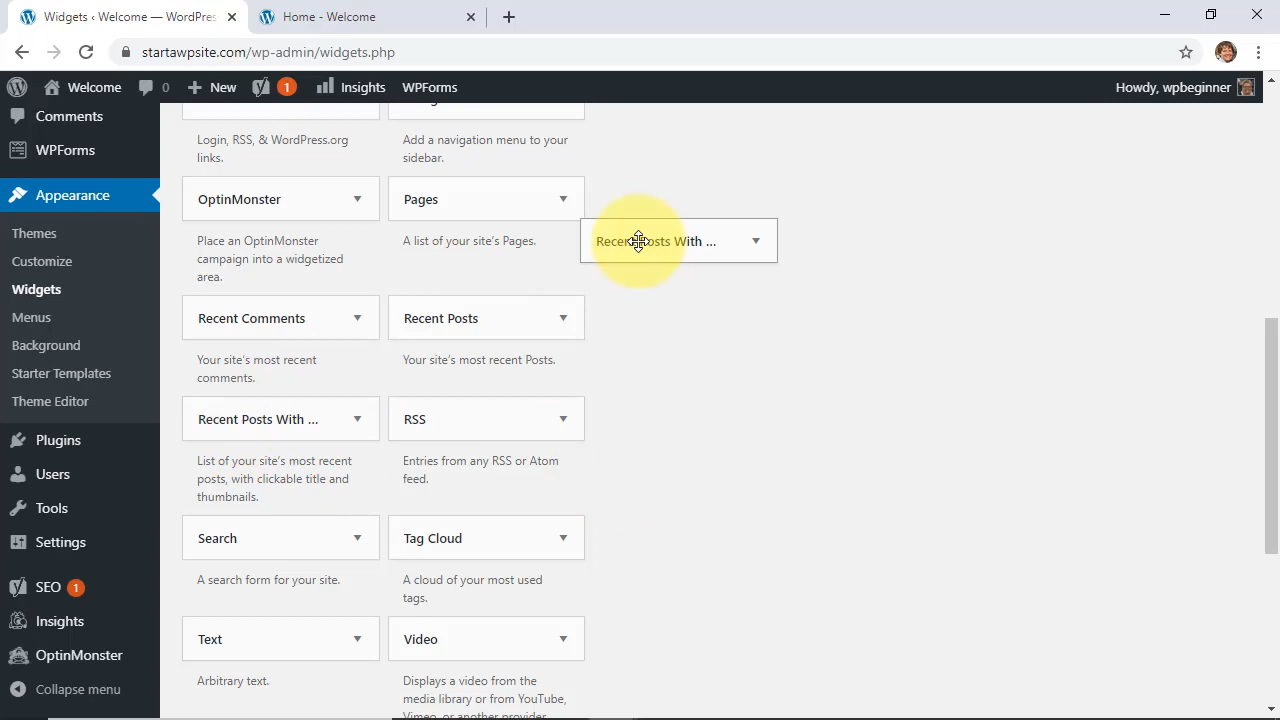 Widgets ‹ Welcome — WordPres
Home - Welcome
startawpsite.com/wp-admin/widgets.php
Welcome
0
New
1
Insights
WPForms
Howdy, wpbeginner
Comments
WPForms
Appearance
Themes
Customize
Widgets
Menus
Background
Starter Templates
Theme Editor
Plugins
Users
Tools
Settings
SEO 1
Insights
OptinMonster
Collapse menu
Login, RSS, & WordPress.org
links.
Add a navigation menu to your
sidebar.
OptinMonster
Place an OptinMonster
campaign into a widgetized
area.
Pages
A list of your site's Pages.
Recent Posts With ...
Recent Comments
Your site's most recent
comments.
Recent Posts
Your site's most recent Posts.
Recent Posts With ...
List of your site's most recent
posts, with clickable title and
thumbnails.
RSS
Entries from any RSS or Atom
feed.
Search
A search form for your site.
Tag Cloud
A cloud of your most used
tags.
Text
Arbitrary text.
Video
Displays a video from the
media library or from YouTube,
Vimeo, or another provider